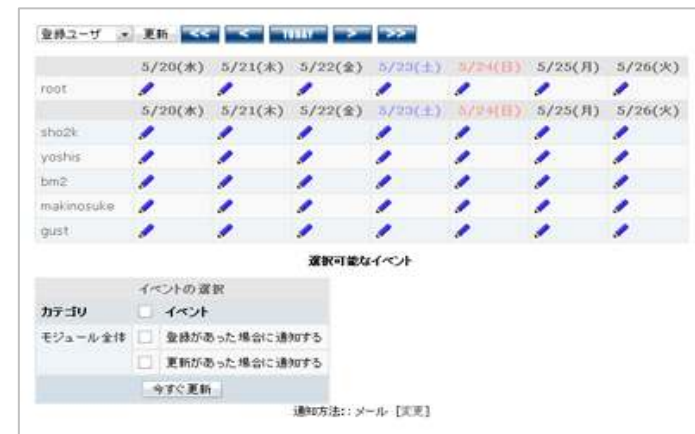 登録ユーザ 更新 << < TODAY > >>
5/20(水) 5/21(木) 5/22(金) 5/23(土) 5/24(日) 5/25(月) 5/26(火)
root
5/20(水) 5/21(木) 5/22(金) 5/23(土) 5/24(日) 5/25(月) 5/26(火)
sho2k
yoshis
bm2
makinosuke
gust
選択可能なイベント
イベントの選択
カテゴリ イベント
モジュール全体 登録があった場合に通知する
更新があった場合に通知する
今すぐ更新
通知方法:: メール [変更]